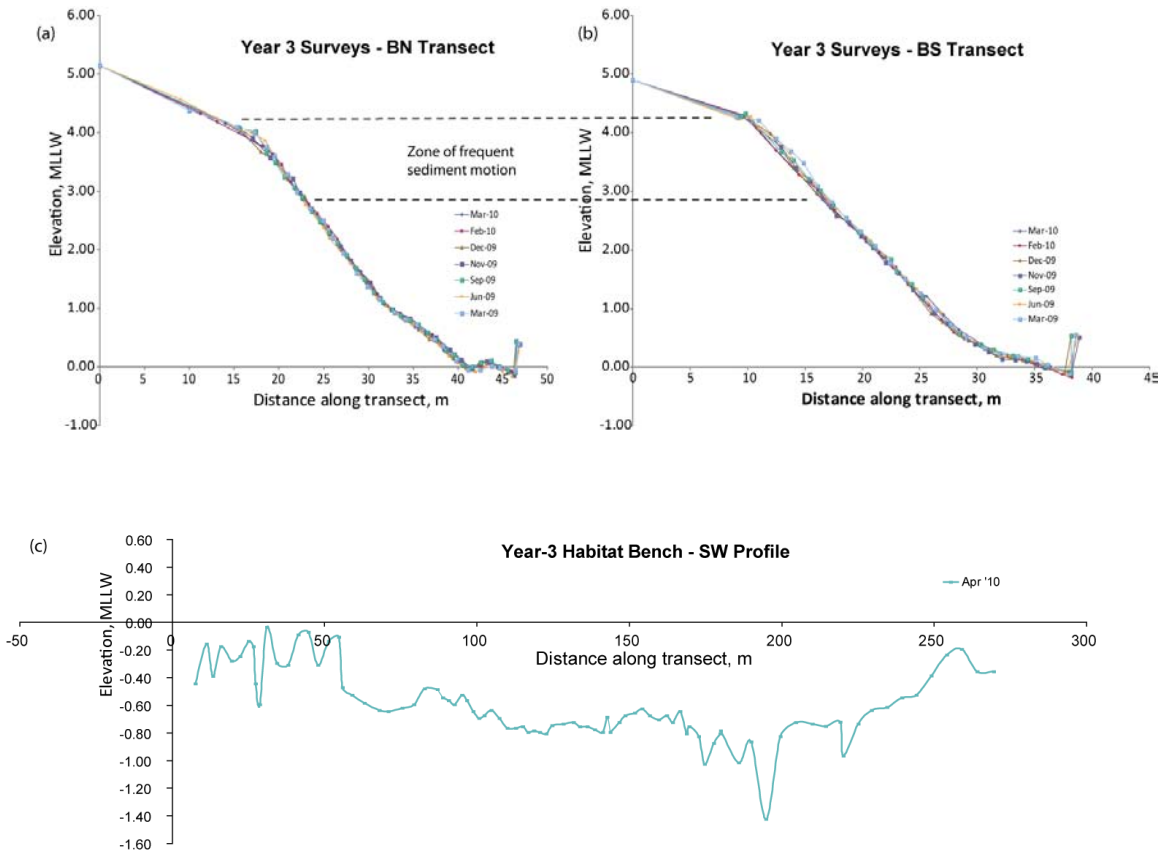 (a)
Year 3 Surveys - BN Transect
6.00
5.00
4.00
3.00
2.00
1.00
0.00
-1.00
Elevation, MLLW
0 5 10 15 20 25 30 35 40 45 50
Distance along transect, m
Mar-10
Feb-10
Dec-09
Nov-09
Sep-09
Jun-09
Mar-09
Zone of frequent
sediment motion
(b)
Year 3 Surveys - BS Transect
6.00
5.00
4.00
3.00
2.00
1.00
0.00
-1.00
Elevation, MLLW
0 5 10 15 20 25 30 35 40 45
Distance along transect, m
Mar-10
Feb-10
Dec-09
Nov-09
Sep-09
Jun-09
Mar-09
(c)
Year-3 Habitat Bench - SW Profile
0.60
0.40
0.20
0.00
-0.20
-0.40
-0.60
-0.80
-1.00
-1.20
-1.40
-1.60
Elevation, MLLW
Apr '10
-50 0 50 100 150 200 250 300
Distance along transect, m